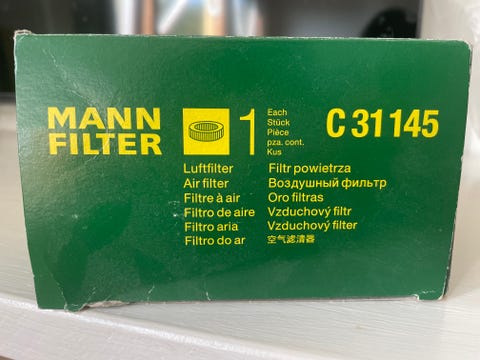 MANN
FILTER
1
Each
Stück
Pièce
pza. cont.
Kus
C 31 145
Luftfilter
Air filter
Filtre à air
Filtro de aire
Filtro aria
Filtro do ar
Filtr powietrza
Воздушный фильтр
Oro filtras
Vzduchový filtr
Vzduchový filter
空气滤清器